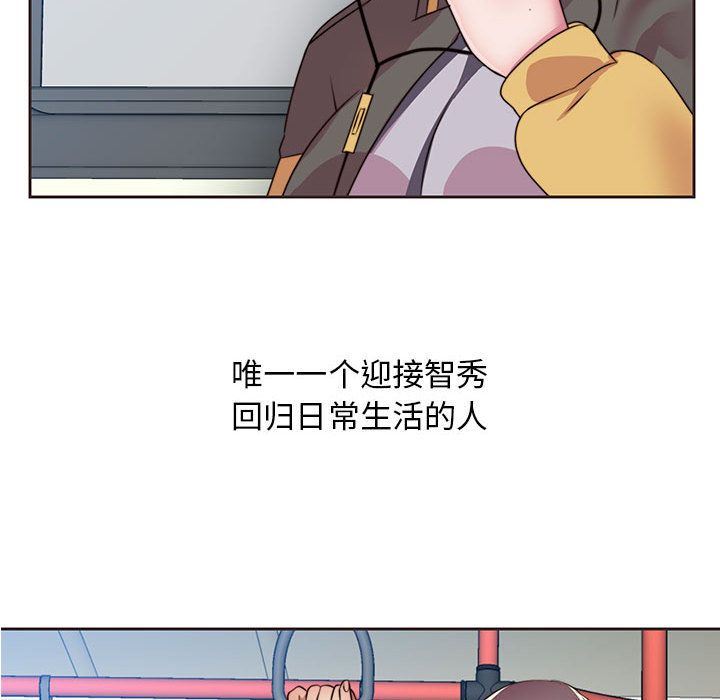 唯一一个迎接智秀
回归日常生活的人